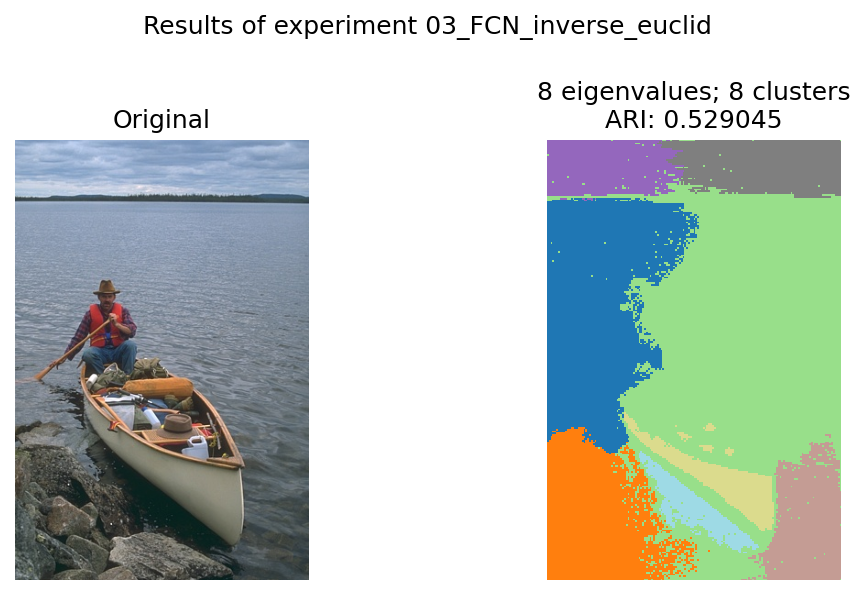 Results of experiment 03_FCN_inverse_euclid
Original
8 eigenvalues; 8 clusters
ARI: 0.529045